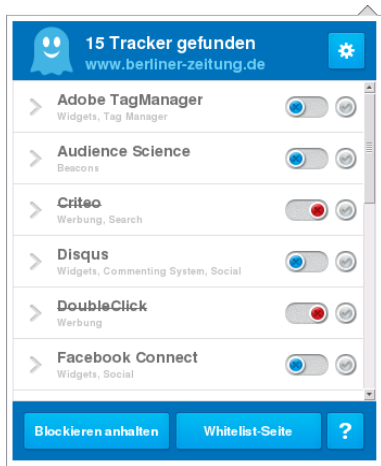 15 Tracker gefunden
www.berliner-zeitung.de
Adobe TagManager
Widgets, Tag Manager
Audience Science
Beacons
Criteo
Werbung, Search
Disqus
Widgets, Commenting System, Social
DoubleClick
Werbung
Facebook Connect
Widgets, Social
Blockieren anhalten Whitelist-Seite ?